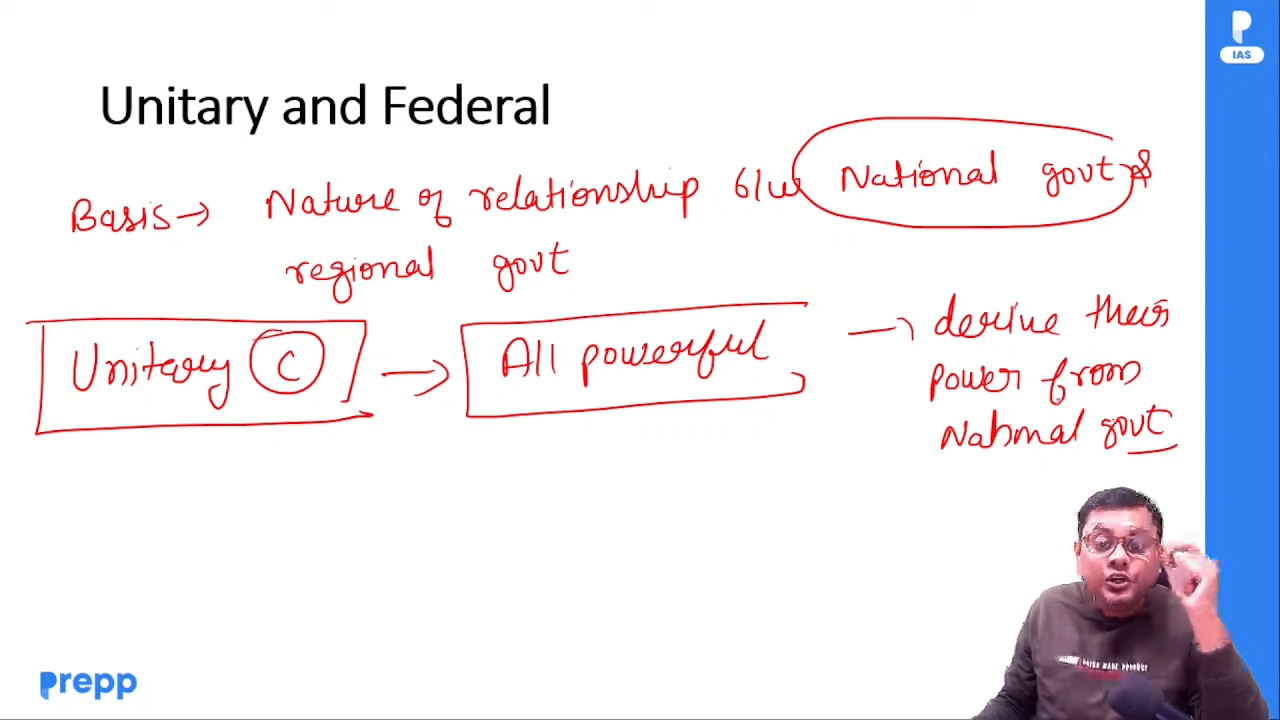 P
IAS
Unitary and Federal
Basis → Nature of relationship b/w National govt &
regional govt
Unitary C → All powerful → derive their
power from
National govt
prepp